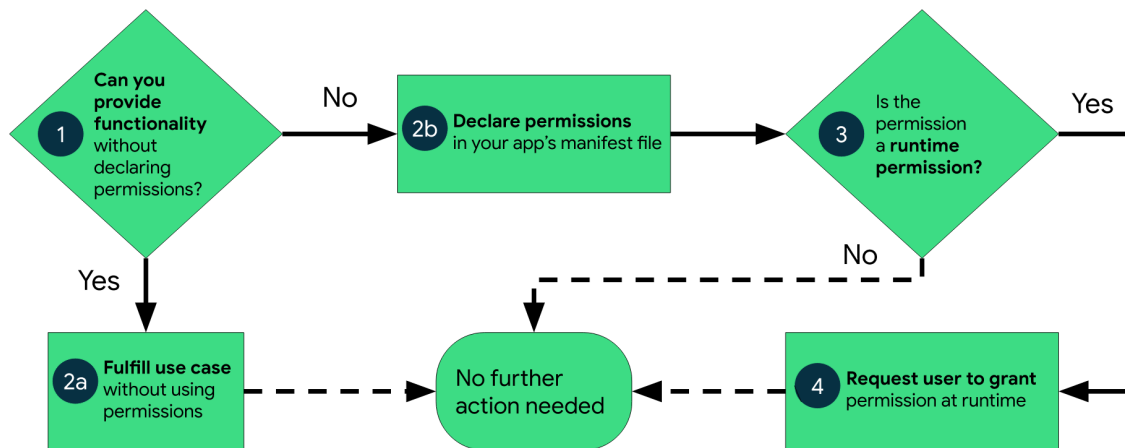 1
Can you
provide
functionality
without
declaring
permissions?
No
2b
Declare permissions
in your app's manifest file
3
Is the
permission
a runtime
permission?
Yes
Yes
No
2a
Fulfill use case
without using
permissions
No further
action needed
4
Request user to grant
permission at runtime